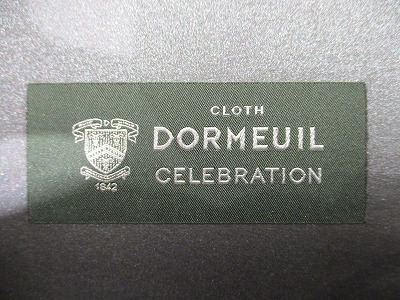 CLOTH
DORMEUIL
CELEBRATION
D
1842